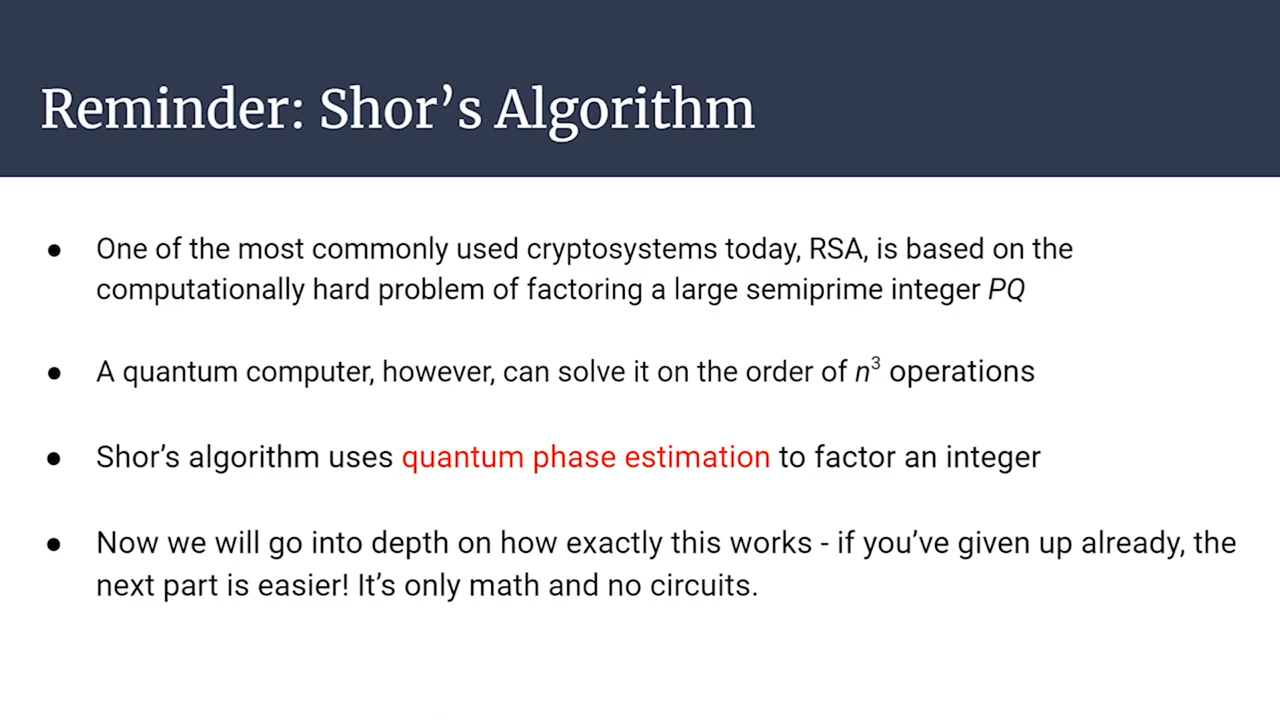 Reminder: Shor’s Algorithm
● One of the most commonly used cryptosystems today, RSA, is based on the
computationally hard problem of factoring a large semiprime integer PQ
● A quantum computer, however, can solve it on the order of n³ operations
● Shor’s algorithm uses quantum phase estimation to factor an integer
● Now we will go into depth on how exactly this works - if you’ve given up already, the
next part is easier! It’s only math and no circuits.